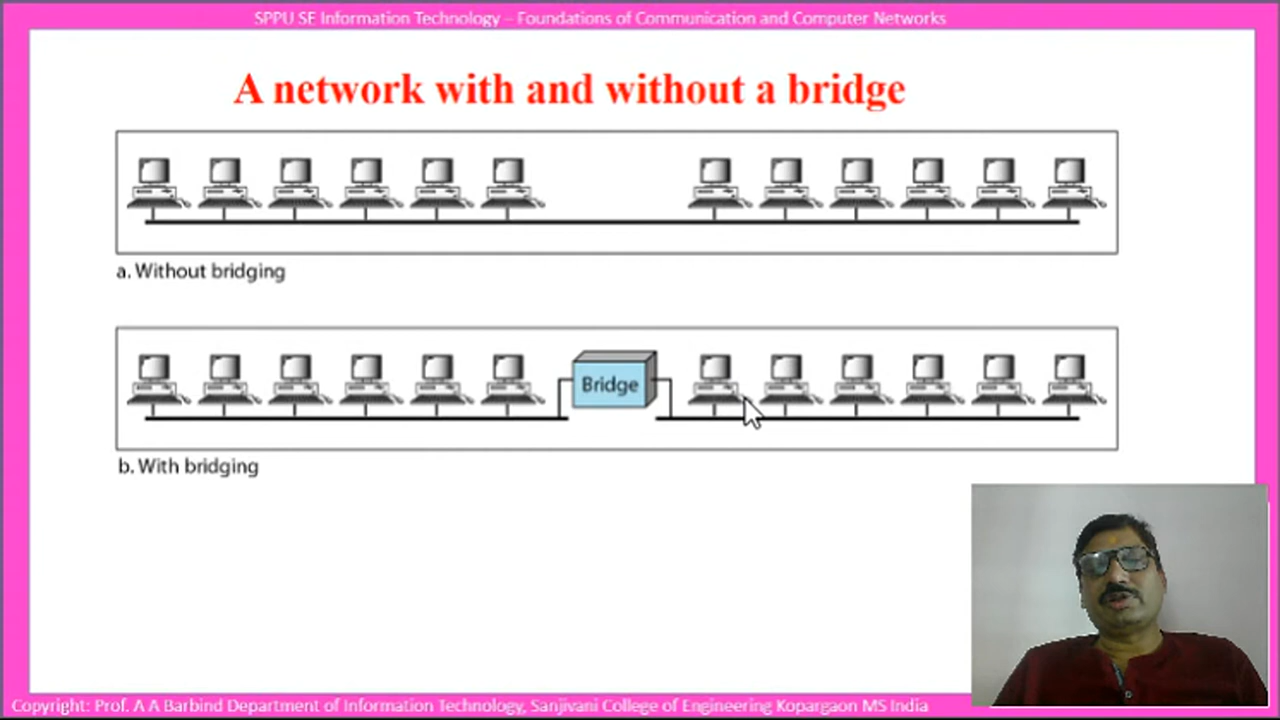 SPPU SE Information Technology – Foundations of Communication and Computer Networks
A network with and without a bridge
a. Without bridging
Bridge
b. With bridging
Copyright: Prof. A A Barbind Department of Information Technology, Sanjivani College of Engineering Kopargaon MS India